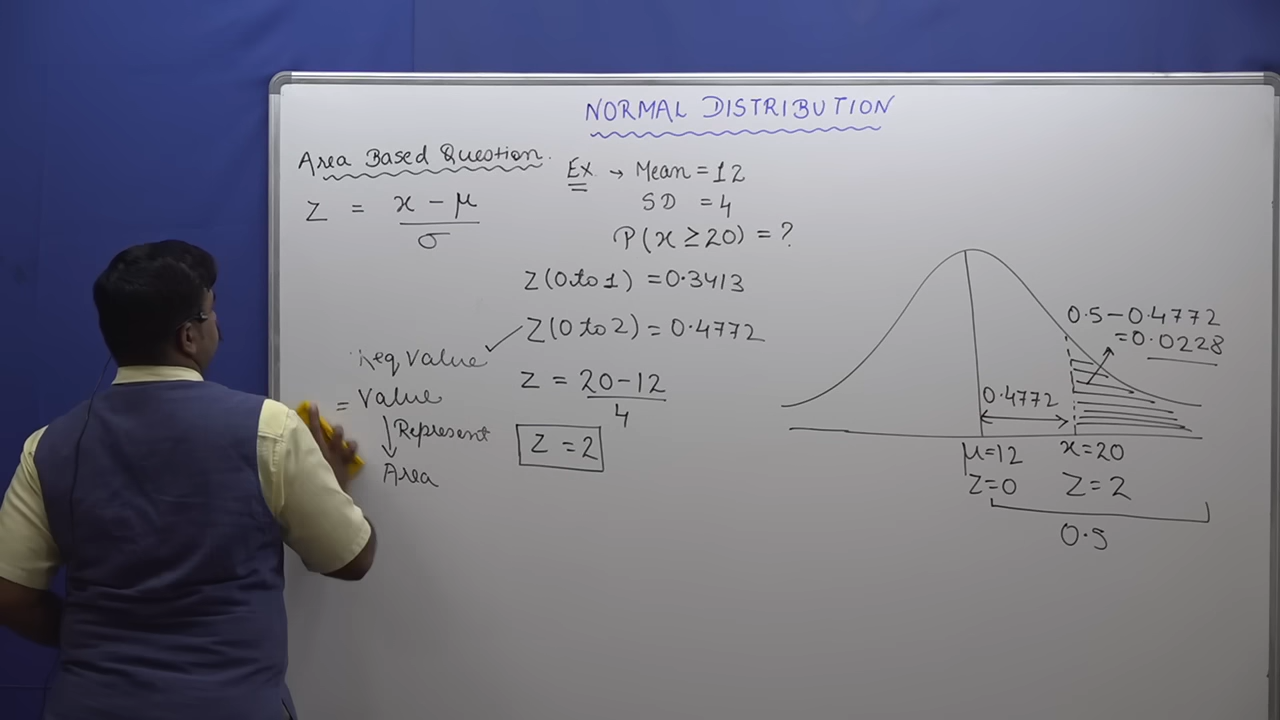 NORMAL DISTRIBUTION
Area Based Question.
Z = x - μ
σ
Ex. → Mean = 12
SD = 4
P(x ≥ 20) = ?
Z(0 to 1) = 0.3413
Z(0 to 2) = 0.4772
Z = 20 - 12
4
Z = 2
Value
= Value
Represent
Area
0.5 - 0.4772
= 0.0228
0.4772
μ=12 x=20
Z=0 Z=2
0.5